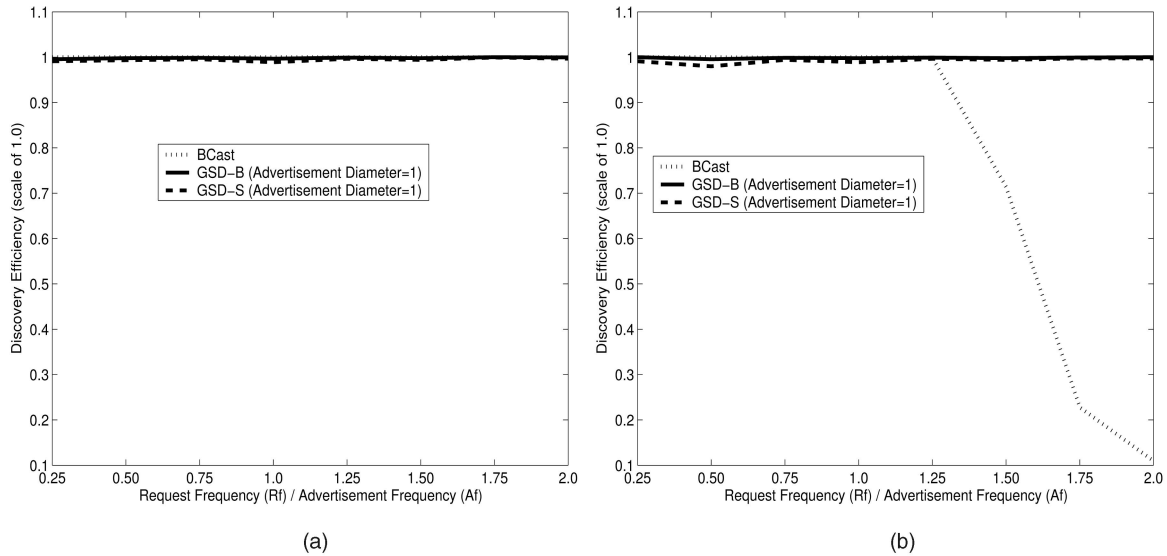 1.1
1
0.9
0.8
0.7
0.6
0.5
0.4
0.3
0.2
0.1
Discovery Efficiency (scale of 1.0)
BCast
GSD−B (Advertisement Diameter=1)
GSD−S (Advertisement Diameter=1)
0.25 0.50 0.75 1.0 1.25 1.50 1.75 2.0
Request Frequency (Rf) / Advertisement Frequency (Af)
(a)
1.1
1
0.9
0.8
0.7
0.6
0.5
0.4
0.3
0.2
0.1
Discovery Efficiency (scale of 1.0)
BCast
GSD−B (Advertisement Diameter=1)
GSD−S (Advertisement Diameter=1)
0.25 0.50 0.75 1.0 1.25 1.50 1.75 2.0
Request Frequency (Rf) / Advertisement Frequency (Af)
(b)